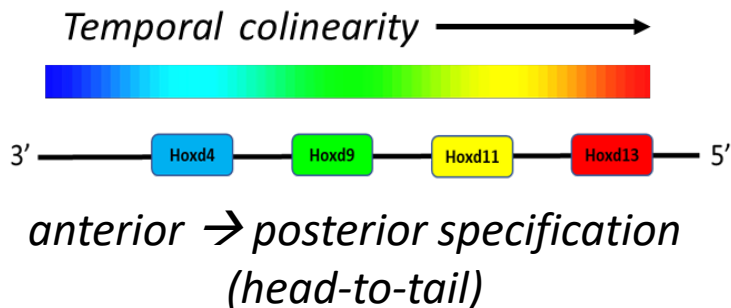 Temporal colinearity
3’ Hoxd4 Hoxd9 Hoxd11 Hoxd13 5’
anterior → posterior specification
(head-to-tail)